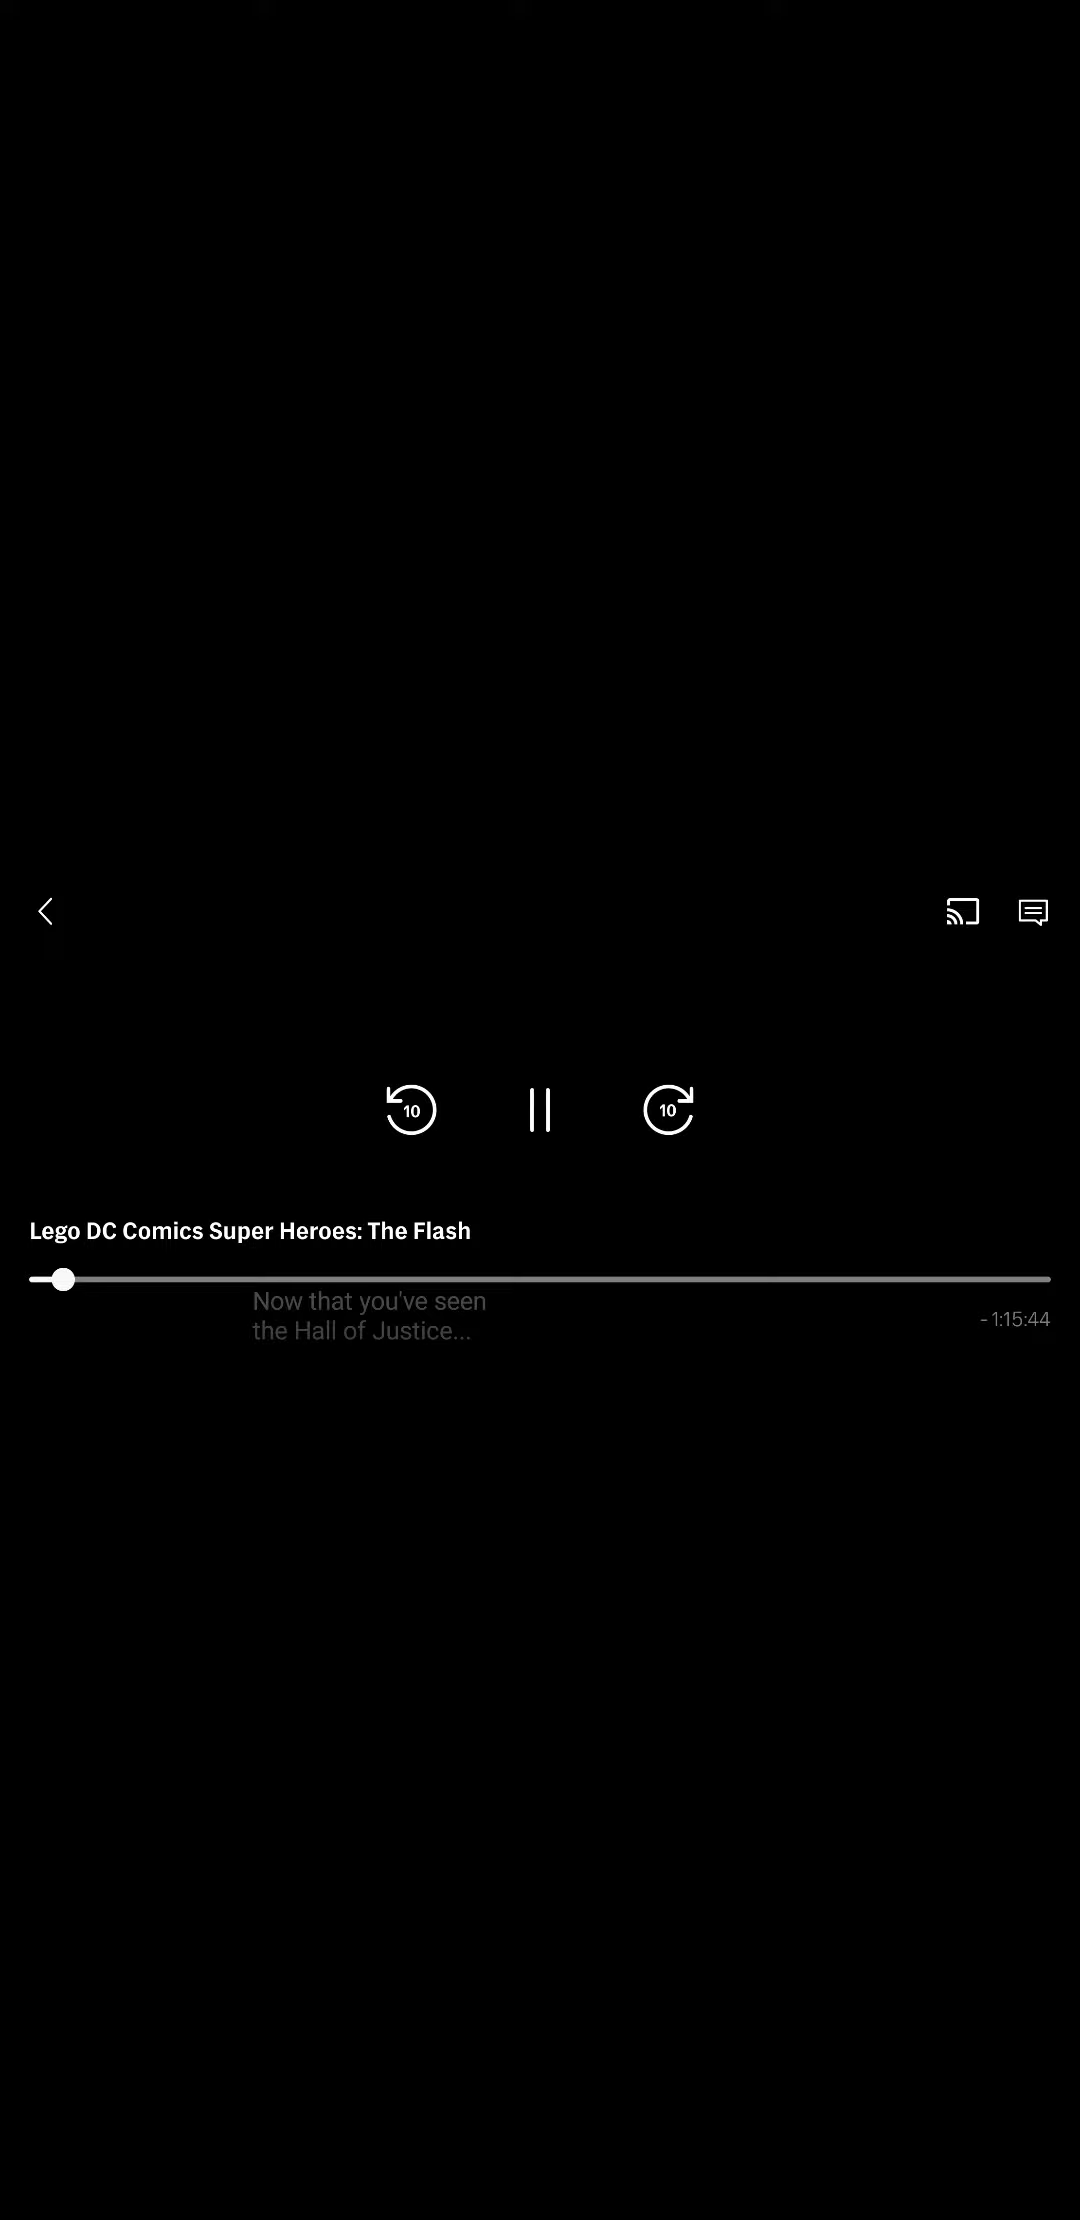 10
10
Lego DC Comics Super Heroes: The Flash
Now that you've seen
the Hall of Justice...
- 1:15:44